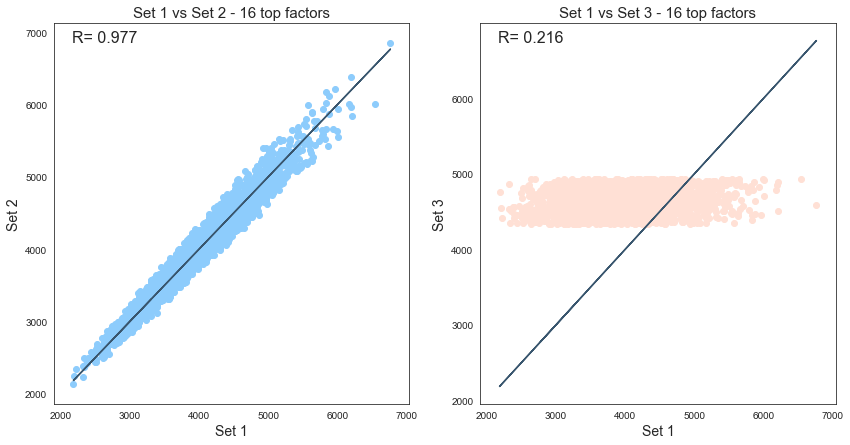 Set 1 vs Set 2 - 16 top factors
R= 0.977
7000
6000
5000
4000
3000
2000
Set 2
2000 3000 4000 5000 6000 7000
Set 1
Set 1 vs Set 3 - 16 top factors
R= 0.216
6000
5000
4000
3000
2000
Set 3
2000 3000 4000 5000 6000 7000
Set 1